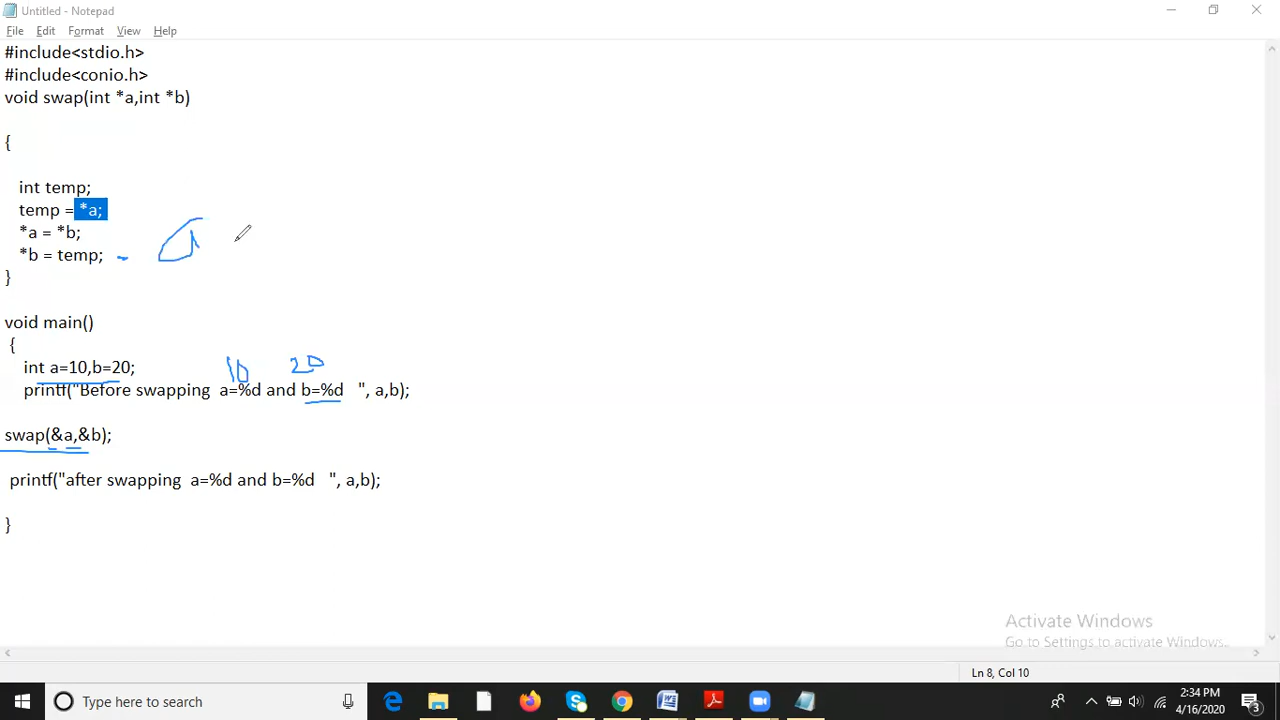 Untitled - Notepad
File Edit Format View Help
#include<stdio.h>
#include<conio.h>
void swap(int *a,int *b)
{
int temp;
temp = *a;
*a = *b;
*b = temp; - a
}
void main()
{
int a=10,b=20;
10 20
printf("Before swapping a=%d and b=%d ", a,b);
swap(&a,&b);
printf("after swapping a=%d and b=%d ", a,b);
}
Activate Windows
Go to Settings to activate Windows.
Ln 8, Col 10
Type here to search
2:34 PM
4/16/2020
3